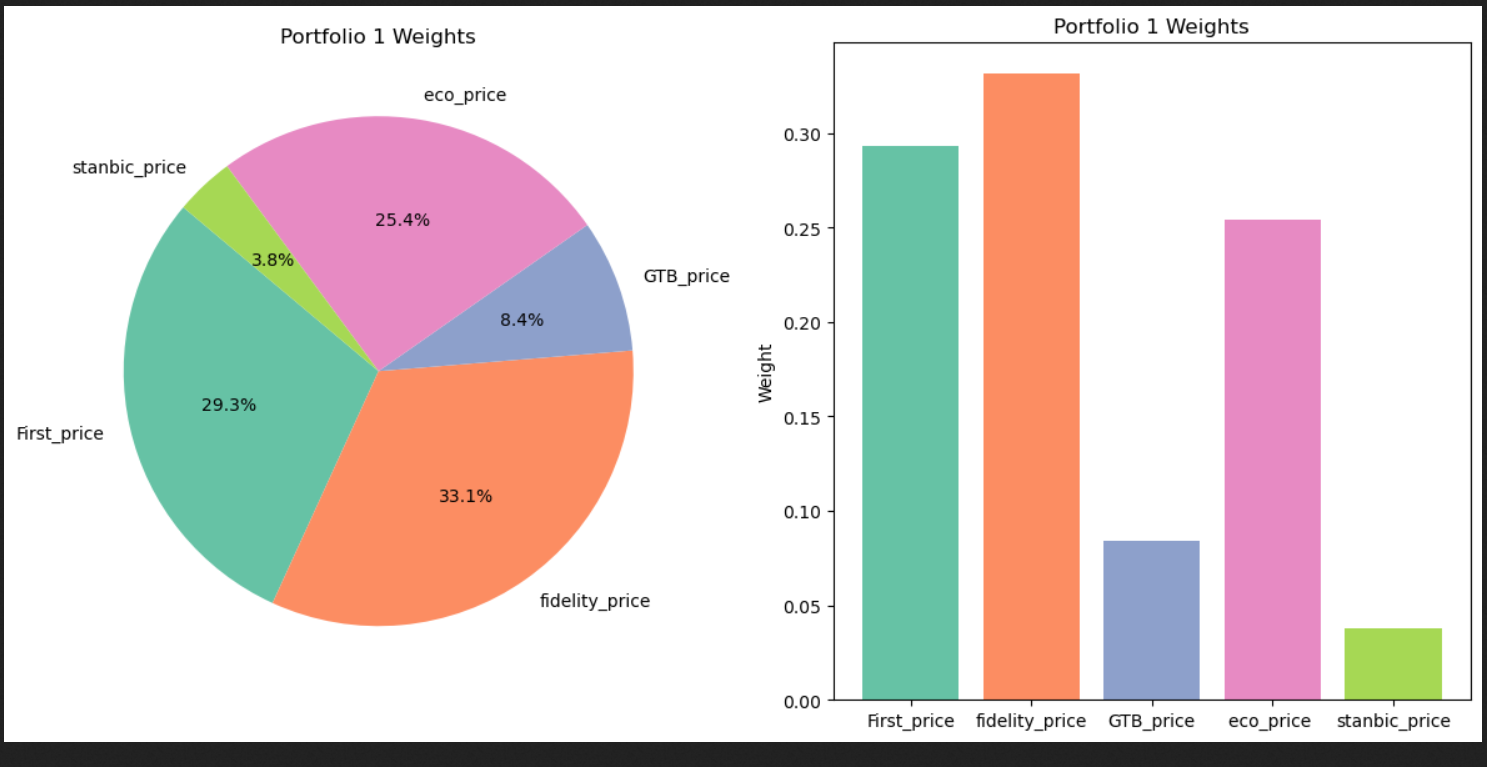 Portfolio 1 Weights
eco_price
stanbic_price
25.4%
3.8%
GTB_price
8.4%
29.3%
First_price
33.1%
fidelity_price
Portfolio 1 Weights
Weight
0.30
0.25
0.20
0.15
0.10
0.05
0.00
First_price fidelity_price GTB_price eco_price stanbic_price